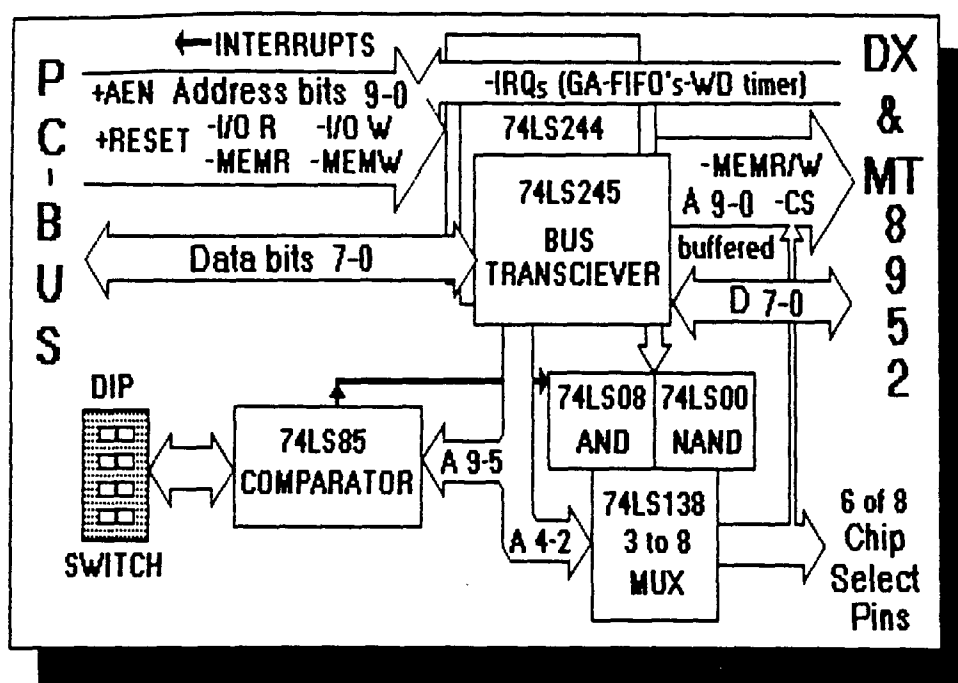 P
C
-
B
U
S
INTERRUPTS
+AEN Address bits 9-0
+RESET -I/O R -I/O W
-MEMR -MEMW
Data bits 7-0
-IRQs (GA-FIFO's-WD timer)
74LS244
74LS245
BUS
TRANSCIEVER
-MEMR/W
A 9-0 -CS
buffered
D 7-0
DX
&
MT
8
9
5
2
DIP
SWITCH
74LS85
COMPARATOR
A 9-5
A 4-2
74LS08
AND
74LS00
NAND
74LS138
3 to 8
MUX
6 of 8
Chip
Select
Pins